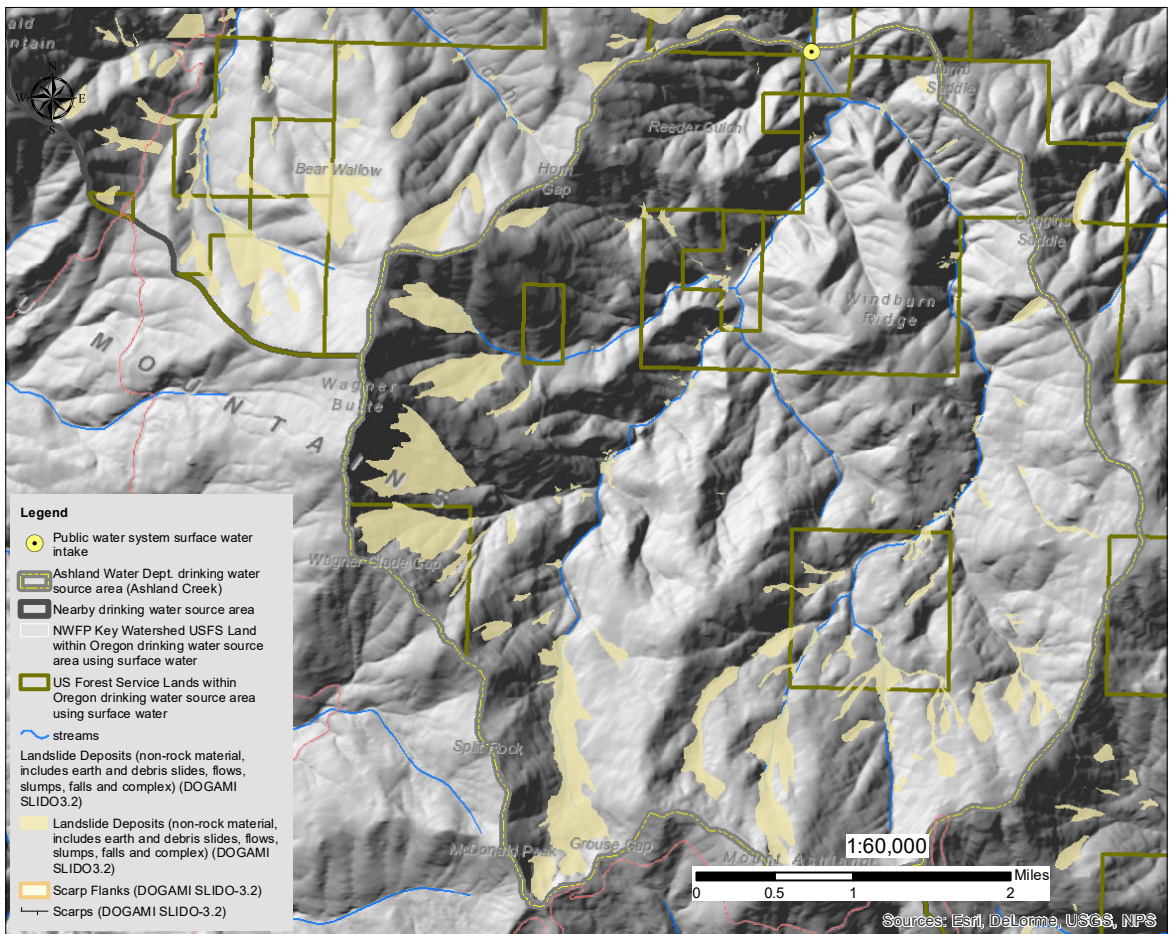 ald
ntain
N
W
E
S
Lamb
Saddle
Reeder Gulch
Bear Wallow
Horn
Gap
Coggins
Saddle
Windburn
Ridge
U
MOUNTAINS
Wagner
Butte
Wagner Glade Gap
Split Rock
McDonald Peak
Grouse Gap
Mount Ashland
Legend
Public water system surface water
intake
Ashland Water Dept. drinking water
source area (Ashland Creek)
Nearby drinking water source area
NWFP Key Watershed USFS Land
within Oregon drinking water source
area using surface water
US Forest Service Lands within
Oregon drinking water source area
using surface water
streams
Landslide Deposits (non-rock material,
includes earth and debris slides, flows,
slumps, falls and complex) (DOGAMI
SLIDO3.2)
Landslide Deposits (non-rock material,
includes earth and debris slides, flows,
slumps, falls and complex) (DOGAMI
SLIDO3.2)
Scarp Flanks (DOGAMI SLIDO-3.2)
Scarps (DOGAMI SLIDO-3.2)
1:60,000
Miles
0 0.5 1 2
Sources: Esri, DeLorme, USGS, NPS